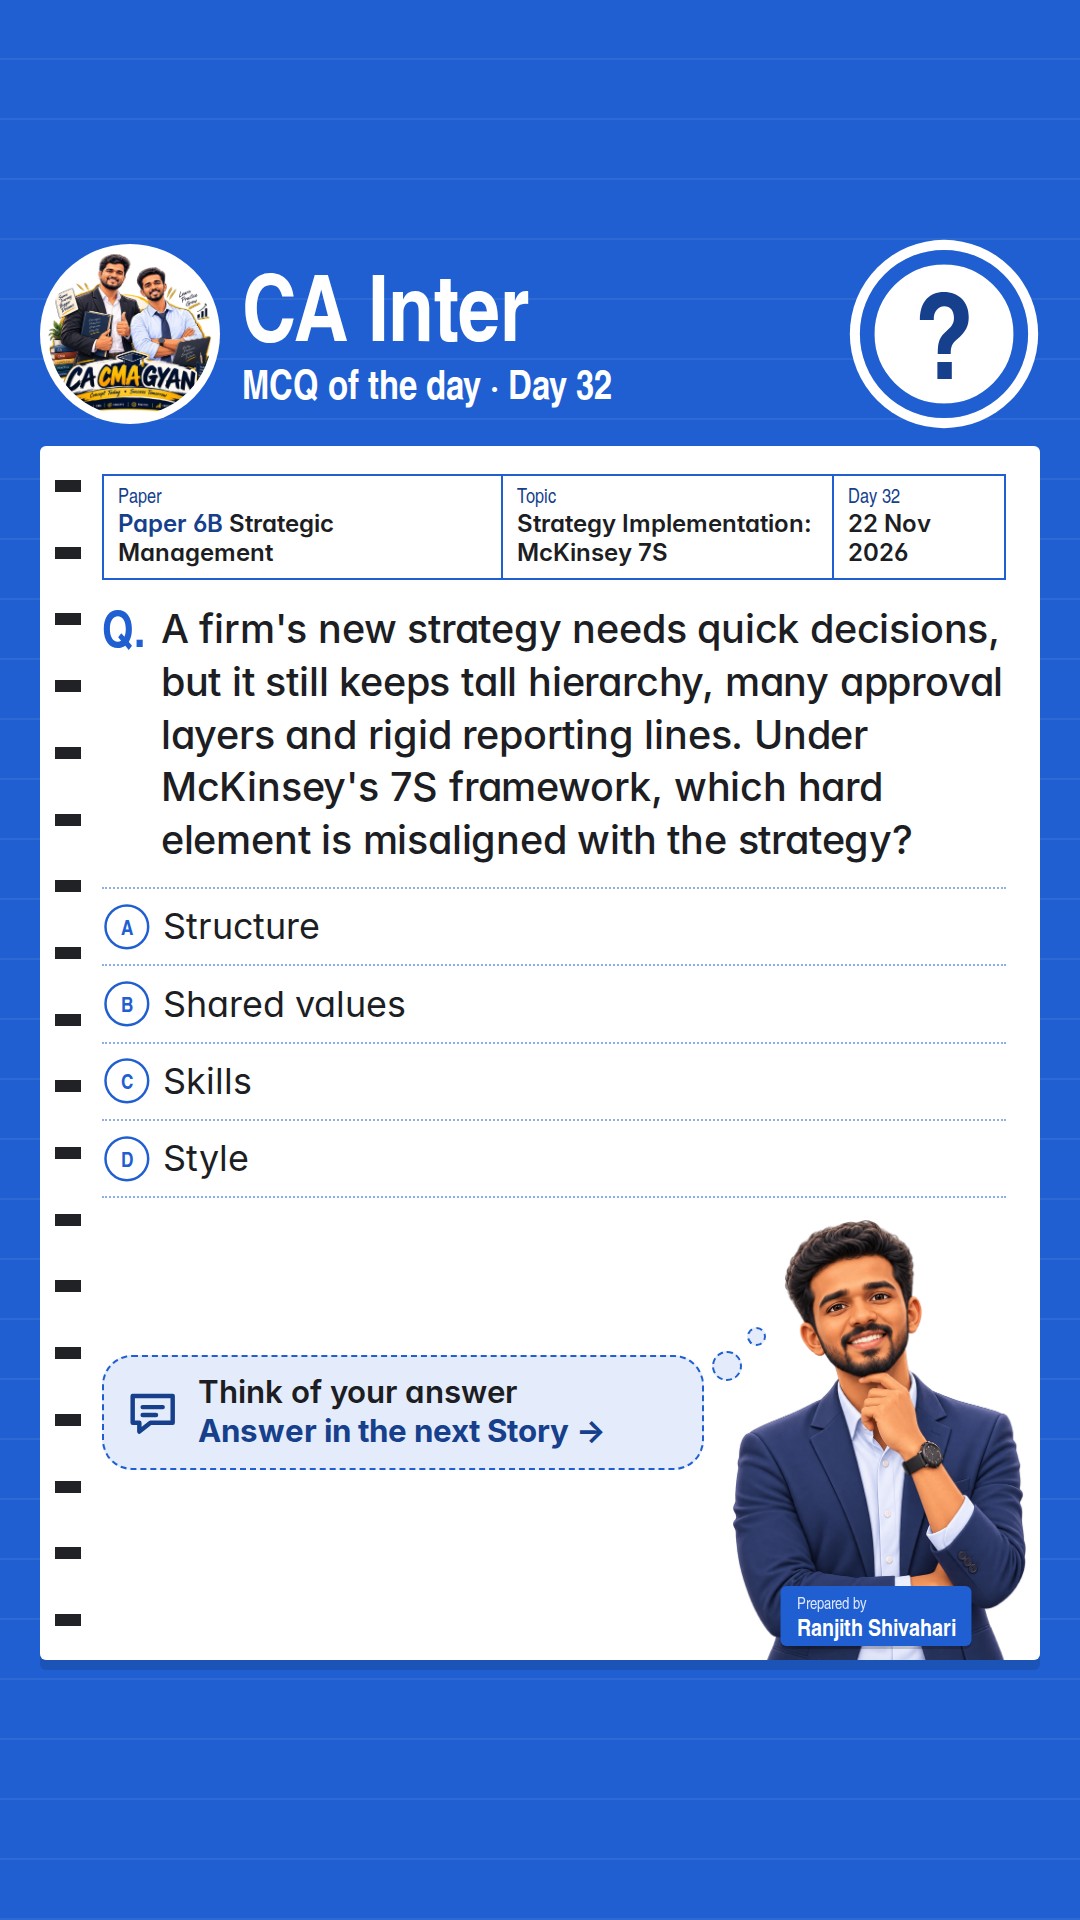 CA CMA GYAN
CA Inter
MCQ of the day · Day 32
?
Paper
Paper 6B Strategic
Management
Topic
Strategy Implementation:
McKinsey 7S
Day 32
22 Nov
2026
Q. A firm's new strategy needs quick decisions,
but it still keeps tall hierarchy, many approval
layers and rigid reporting lines. Under
McKinsey's 7S framework, which hard
element is misaligned with the strategy?
A Structure
B Shared values
C Skills
D Style
Think of your answer
Answer in the next Story →
Prepared by
Ranjith Shivahari